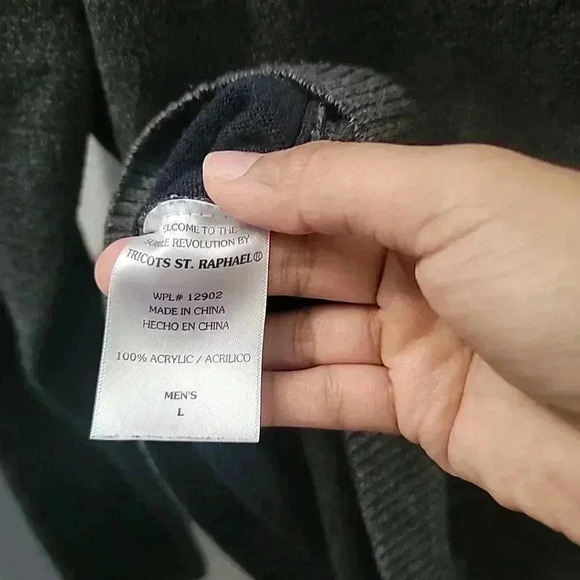 ELCOME TO THE
REVOLUTION BY
TRICOTS ST. RAPHAEL®
WPL# 12902
MADE IN CHINA
HECHO EN CHINA
100% ACRYLIC / ACRILICO
MEN'S
L